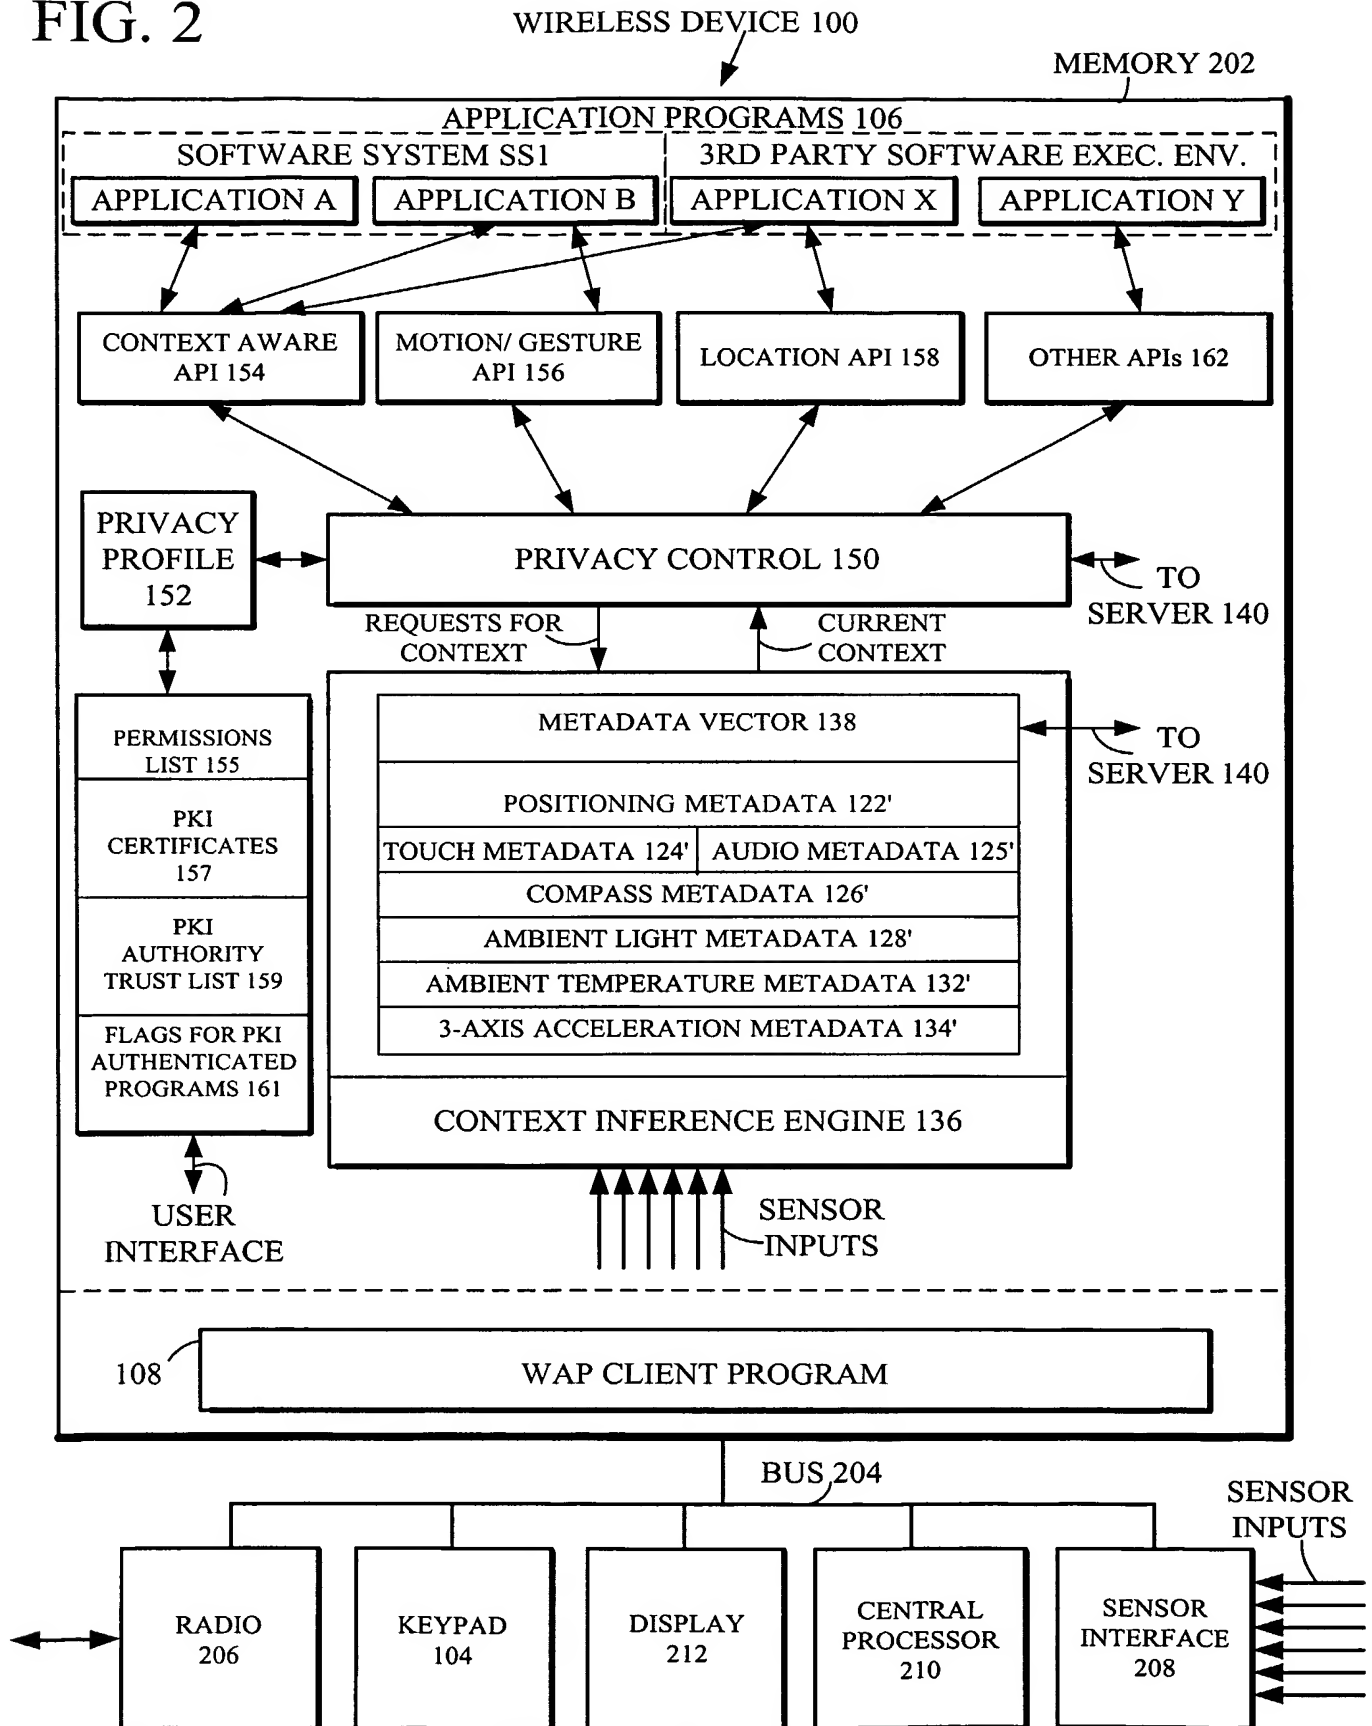 FIG. 2
WIRELESS DEVICE 100
MEMORY 202
APPLICATION PROGRAMS 106
SOFTWARE SYSTEM SS1
3RD PARTY SOFTWARE EXEC. ENV.
APPLICATION A
APPLICATION B
APPLICATION X
APPLICATION Y
CONTEXT AWARE
API 154
MOTION/ GESTURE
API 156
LOCATION API 158
OTHER APIs 162
PRIVACY
PROFILE
152
PRIVACY CONTROL 150
TO
SERVER 140
REQUESTS FOR
CONTEXT
CURRENT
CONTEXT
PERMISSIONS
LIST 155
PKI
CERTIFICATES
157
PKI
AUTHORITY
TRUST LIST 159
FLAGS FOR PKI
AUTHENTICATED
PROGRAMS 161
METADATA VECTOR 138
TO
SERVER 140
POSITIONING METADATA 122'
TOUCH METADATA 124'
AUDIO METADATA 125'
COMPASS METADATA 126'
AMBIENT LIGHT METADATA 128'
AMBIENT TEMPERATURE METADATA 132'
3-AXIS ACCELERATION METADATA 134'
CONTEXT INFERENCE ENGINE 136
USER
INTERFACE
SENSOR
INPUTS
108
WAP CLIENT PROGRAM
BUS 204
SENSOR
INPUTS
RADIO
206
KEYPAD
104
DISPLAY
212
CENTRAL
PROCESSOR
210
SENSOR
INTERFACE
208